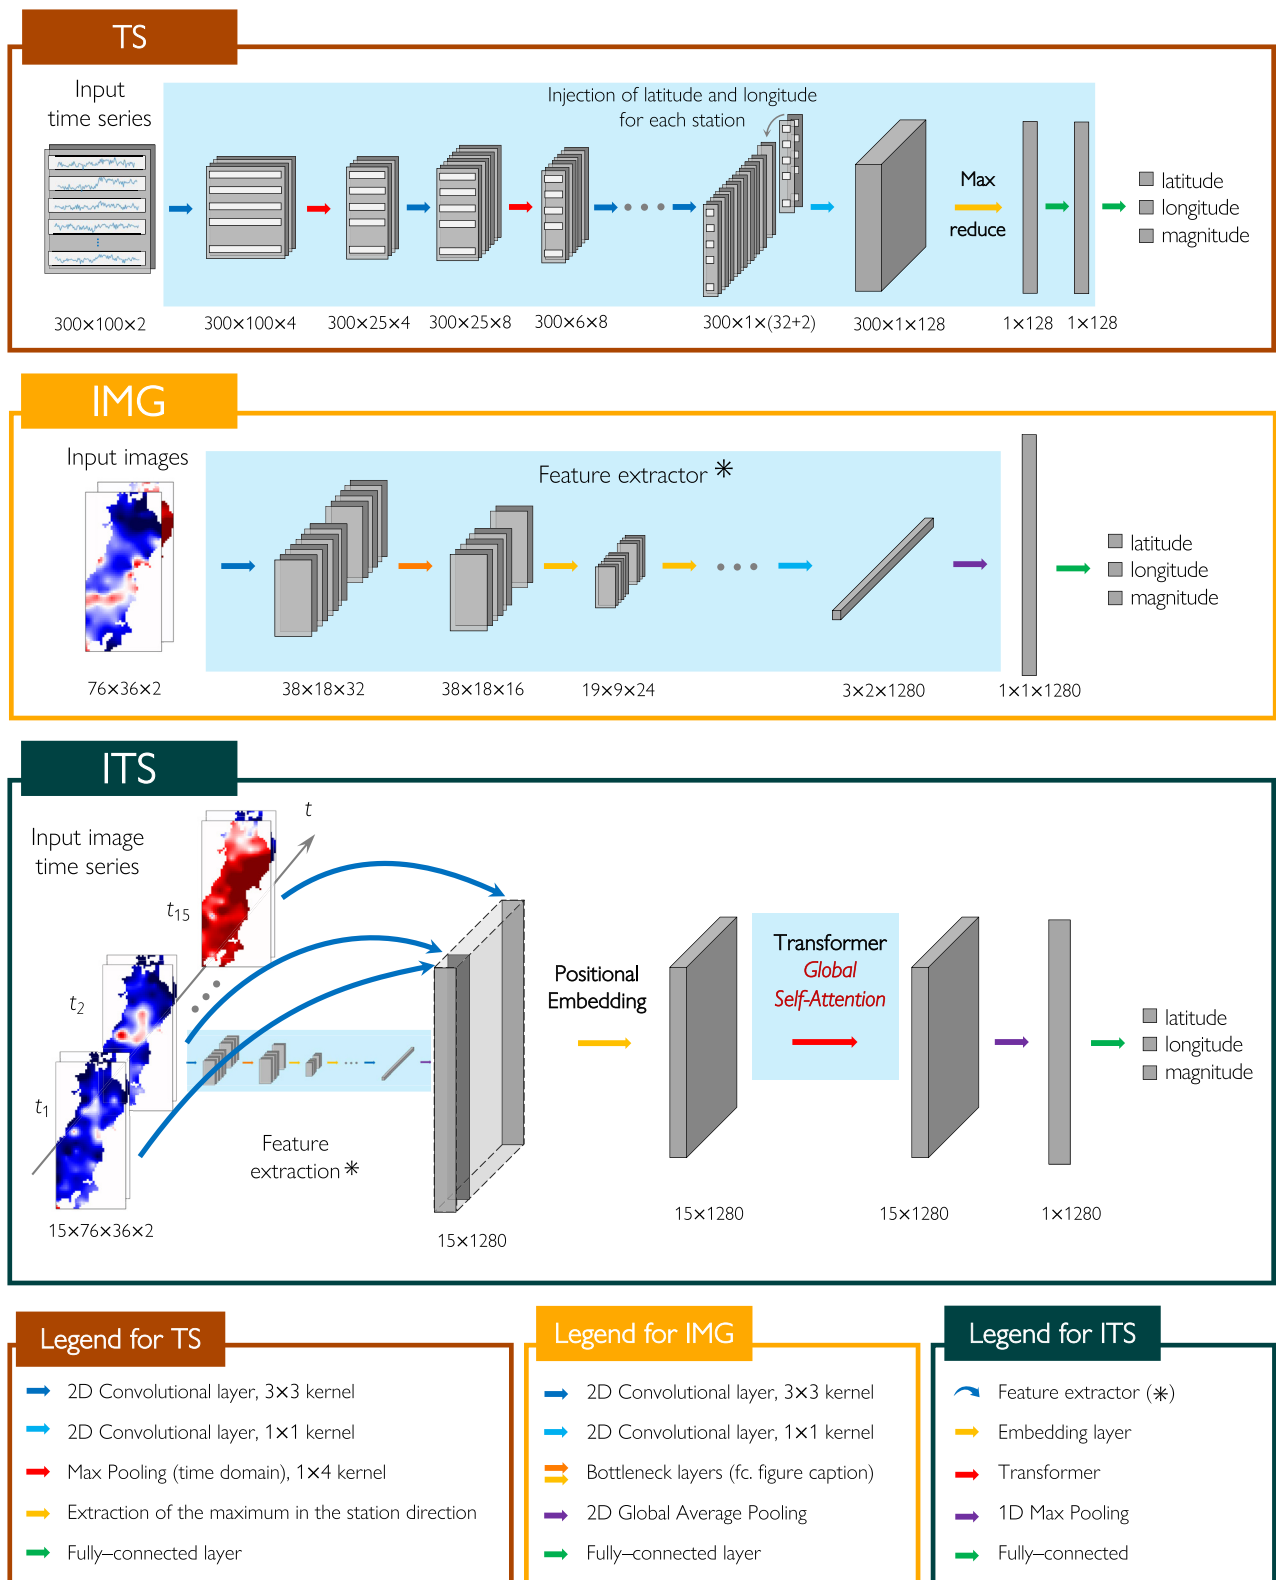 TS
Input
time series
Injection of latitude and longitude
for each station
Max
reduce
latitude
longitude
magnitude
300×100×2
300×100×4
300×25×4
300×25×8
300×6×8
300×1×(32+2)
300×1×128
1×128
1×128
IMG
Input images
Feature extractor *
latitude
longitude
magnitude
76×36×2
38×18×32
38×18×16
19×9×24
3×2×1280
1×1×1280
ITS
Input image
time series
t
t15
t2
t1
Positional
Embedding
Transformer
Global
Self-Attention
latitude
longitude
magnitude
Feature
extraction *
15×76×36×2
15×1280
15×1280
15×1280
1×1280
Legend for TS
2D Convolutional layer, 3×3 kernel
2D Convolutional layer, 1×1 kernel
Max Pooling (time domain), 1×4 kernel
Extraction of the maximum in the station direction
Fully–connected layer
Legend for IMG
2D Convolutional layer, 3×3 kernel
2D Convolutional layer, 1×1 kernel
Bottleneck layers (fc. figure caption)
2D Global Average Pooling
Fully–connected layer
Legend for ITS
Feature extractor (*)
Embedding layer
Transformer
1D Max Pooling
Fully–connected